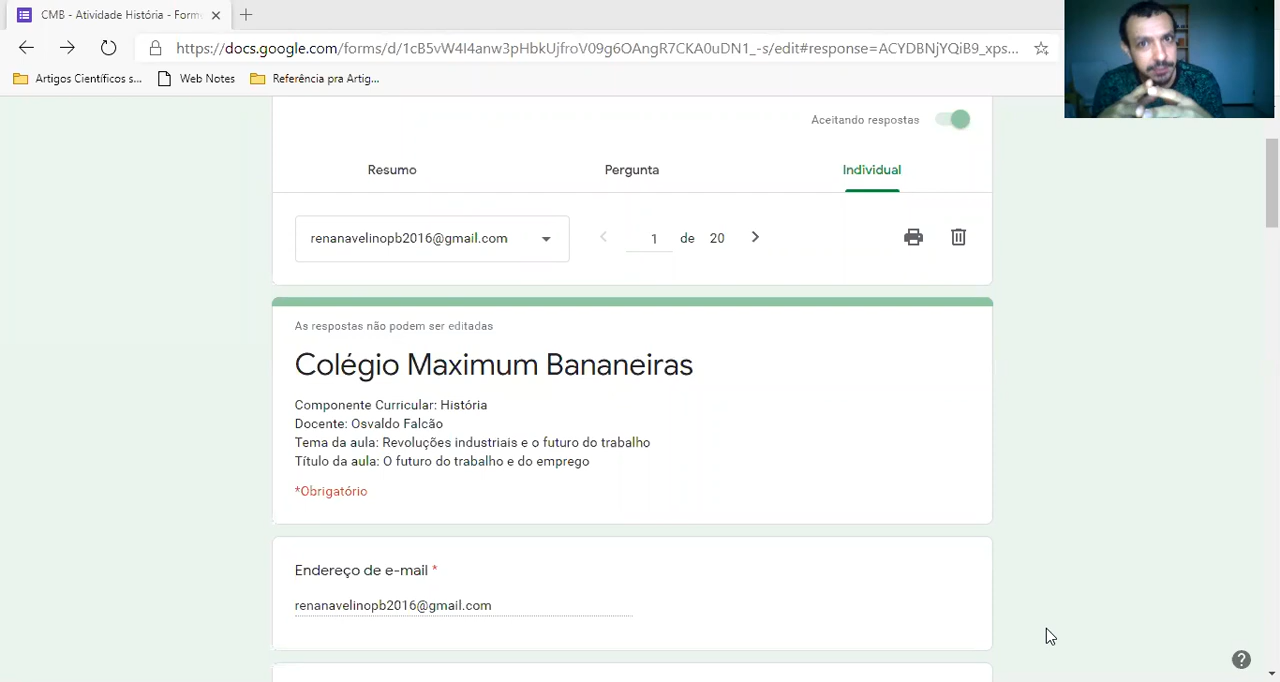 CMB - Atividade História - Form
https://docs.google.com/forms/d/1cB5vW4I4anw3pHbkUjfroV09g6OAngR7CKA0uDN1_-s/edit#response=ACYDBNjYQiB9_xps...
Artigos Científicos s... Web Notes Referência pra Artig...
Aceitando respostas
Resumo Pergunta Individual
renanavelinopb2016@gmail.com 1 de 20
As respostas não podem ser editadas
Colégio Maximum Bananeiras
Componente Curricular: História
Docente: Osvaldo Falcão
Tema da aula: Revoluções industriais e o futuro do trabalho
Título da aula: O futuro do trabalho e do emprego
*Obrigatório
Endereço de e-mail *
renanavelinopb2016@gmail.com